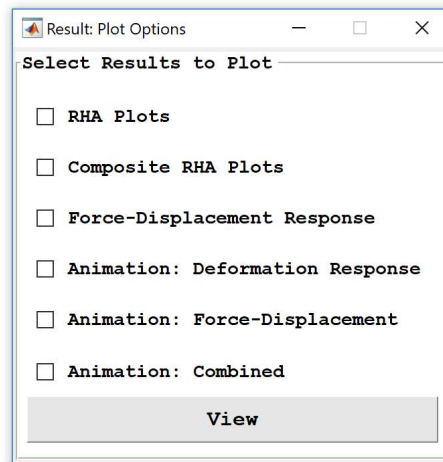 Result: Plot Options
Select Results to Plot
RHA Plots
Composite RHA Plots
Force-Displacement Response
Animation: Deformation Response
Animation: Force-Displacement
Animation: Combined
View